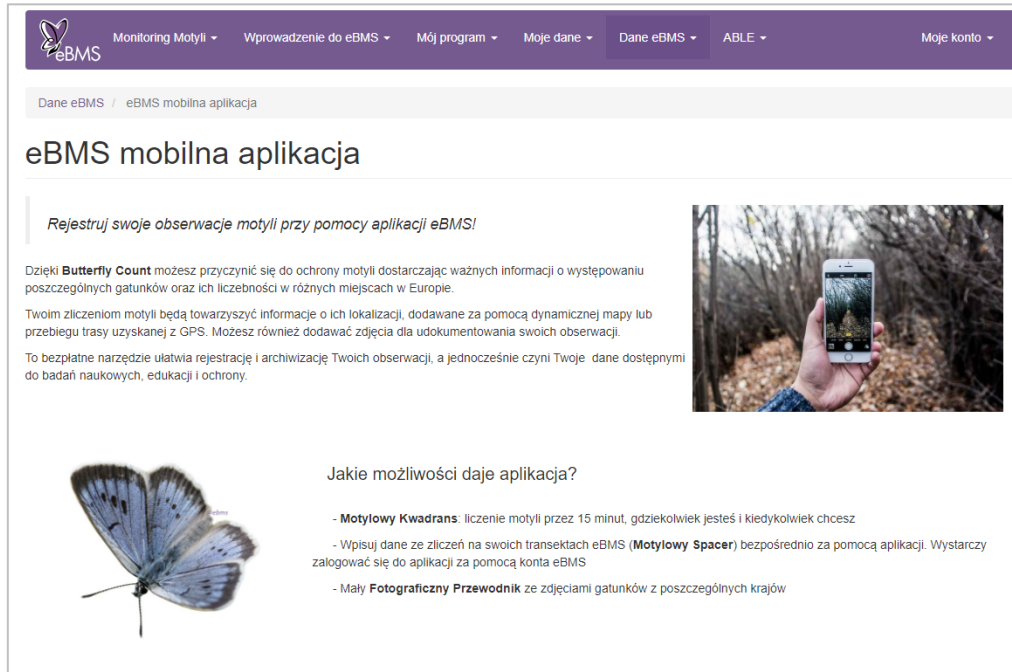 eBMS
Monitoring Motyli
Wprowadzenie do eBMS
Mój program
Moje dane
Dane eBMS
ABLE
Moje konto
Dane eBMS / eBMS mobilna aplikacja
eBMS mobilna aplikacja
Rejestruj swoje obserwacje motyli przy pomocy aplikacji eBMS!
Dzięki Butterfly Count możesz przyczynić się do ochrony motyli dostarczając ważnych informacji o występowaniu
poszczególnych gatunków oraz ich liczebności w różnych miejscach w Europie.
Twoim zliczeniom motyli będą towarzyszyć informacje o ich lokalizacji, dodawane za pomocą dynamicznej mapy lub
przebiegu trasy uzyskanej z GPS. Możesz również dodawać zdjęcia dla udokumentowania swoich obserwacji.
To bezpłatne narzędzie ułatwia rejestrację i archiwizację Twoich obserwacji, a jednocześnie czyni Twoje dane dostępnymi
do badań naukowych, edukacji i ochrony.
eBms
Jakie możliwości daje aplikacja?
- Motylowy Kwadrans: liczenie motyli przez 15 minut, gdziekolwiek jesteś i kiedykolwiek chcesz
- Wpisuj dane ze zliczeń na swoich transektach eBMS (Motylowy Spacer) bezpośrednio za pomocą aplikacji. Wystarczy
zalogować się do aplikacji za pomocą konta eBMS
- Mały Fotograficzny Przewodnik ze zdjęciami gatunków z poszczególnych krajów